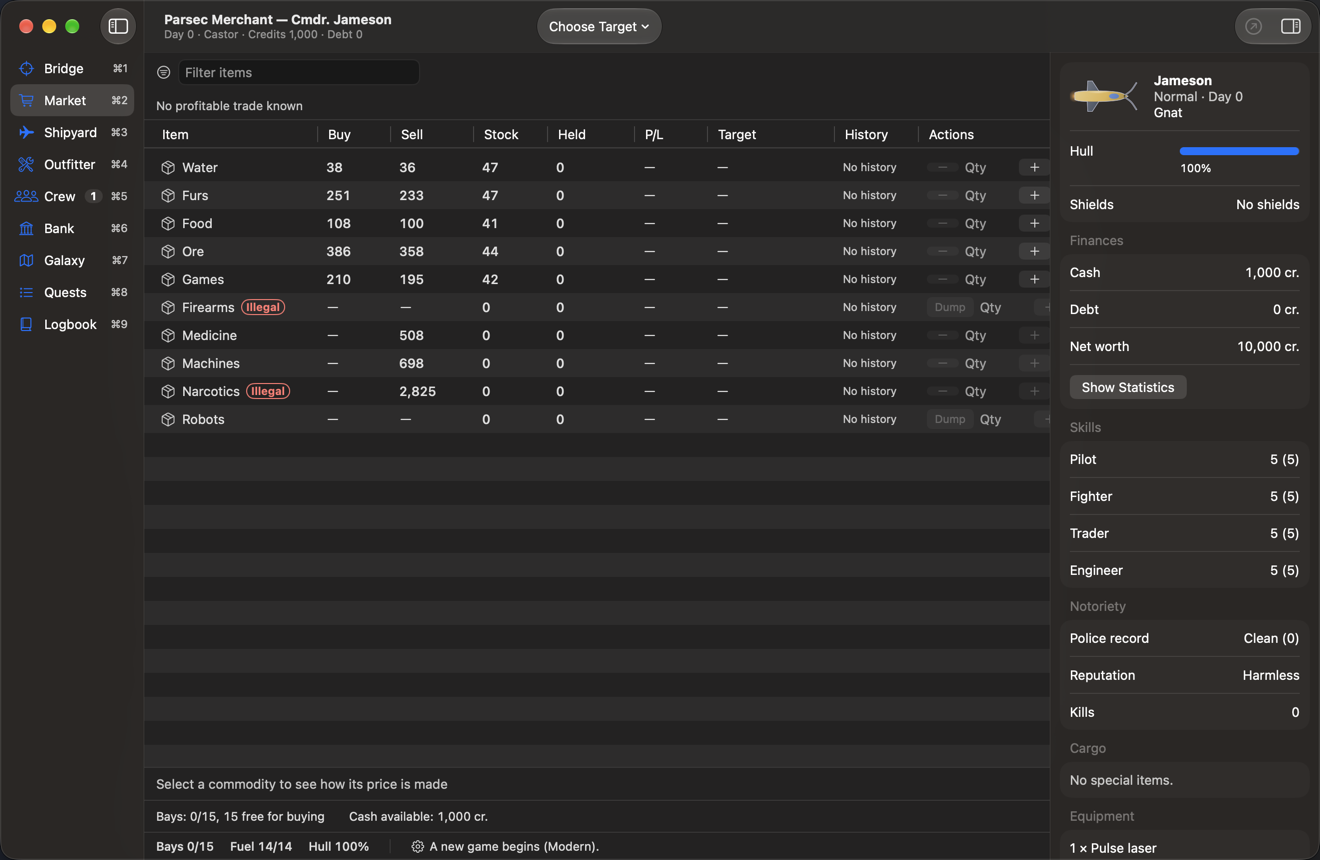 Parsec Merchant — Cmdr. Jameson
Day 0 · Castor · Credits 1,000 · Debt 0
Choose Target
Bridge ⌘1
Market ⌘2
Shipyard ⌘3
Outfitter ⌘4
Crew 1 ⌘5
Bank ⌘6
Galaxy ⌘7
Quests ⌘8
Logbook ⌘9
Filter items
No profitable trade known
Item Buy Sell Stock Held P/L Target History Actions
Water 38 36 47 0 — — No history — Qty +
Furs 251 233 47 0 — — No history — Qty +
Food 108 100 41 0 — — No history — Qty +
Ore 386 358 44 0 — — No history — Qty +
Games 210 195 42 0 — — No history — Qty +
Firearms Illegal — — 0 0 — — No history Dump Qty +
Medicine — 508 0 0 — — No history — Qty +
Machines — 698 0 0 — — No history — Qty +
Narcotics Illegal — 2,825 0 0 — — No history — Qty +
Robots — — 0 0 — — No history Dump Qty +
Select a commodity to see how its price is made
Bays: 0/15, 15 free for buying Cash available: 1,000 cr.
Bays 0/15 Fuel 14/14 Hull 100% A new game begins (Modern).
Jameson
Normal · Day 0
Gnat
Hull
100%
Shields No shields
Finances
Cash 1,000 cr.
Debt 0 cr.
Net worth 10,000 cr.
Show Statistics
Skills
Pilot 5 (5)
Fighter 5 (5)
Trader 5 (5)
Engineer 5 (5)
Notoriety
Police record Clean (0)
Reputation Harmless
Kills 0
Cargo
No special items.
Equipment
1 × Pulse laser